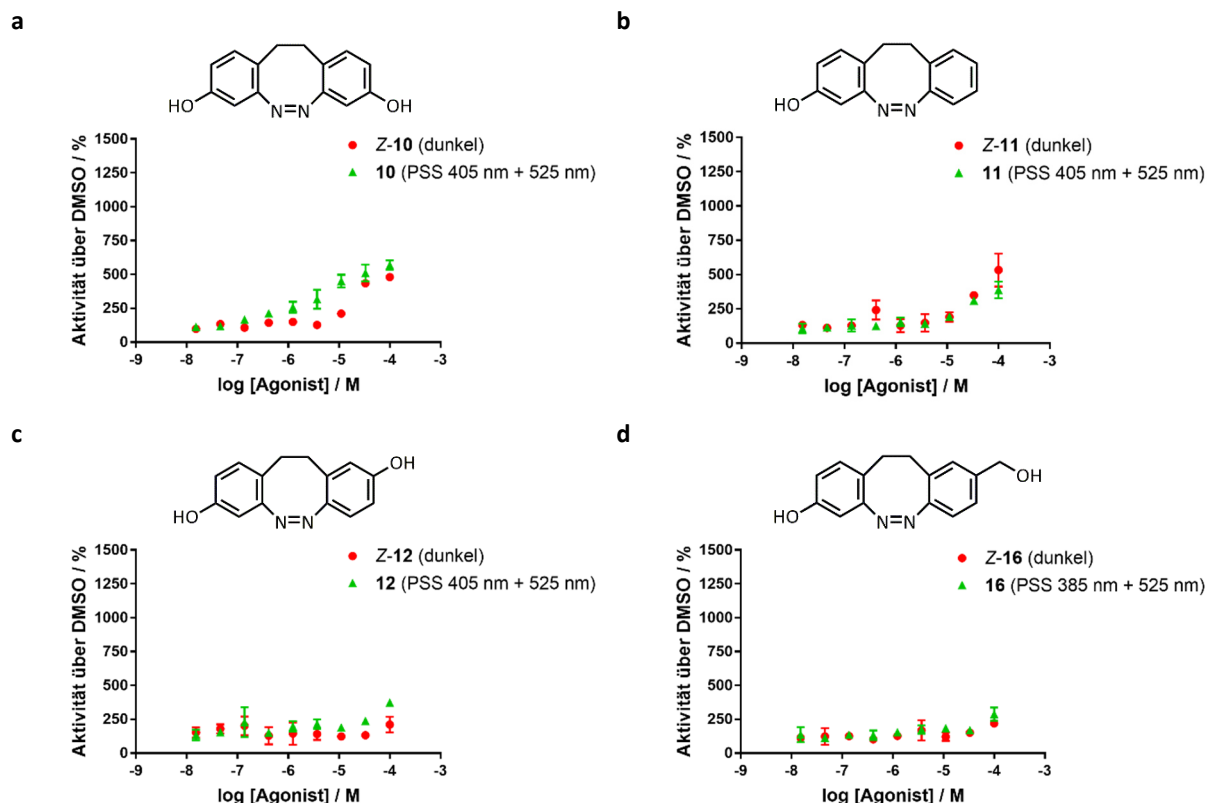 a
HO
N=N
OH
Aktivität über DMSO / %
1500
1250
1000
750
500
250
0
Z-10 (dunkel)
10 (PSS 405 nm + 525 nm)
-9 -8 -7 -6 -5 -4 -3
log [Agonist] / M
b
HO
N=N
Aktivität über DMSO / %
1500
1250
1000
750
500
250
0
Z-11 (dunkel)
11 (PSS 405 nm + 525 nm)
-9 -8 -7 -6 -5 -4 -3
log [Agonist] / M
c
OH
HO
N=N
Aktivität über DMSO / %
1500
1250
1000
750
500
250
0
Z-12 (dunkel)
12 (PSS 405 nm + 525 nm)
-9 -8 -7 -6 -5 -4 -3
log [Agonist] / M
d
OH
HO
N=N
Aktivität über DMSO / %
1500
1250
1000
750
500
250
0
Z-16 (dunkel)
16 (PSS 385 nm + 525 nm)
-9 -8 -7 -6 -5 -4 -3
log [Agonist] / M